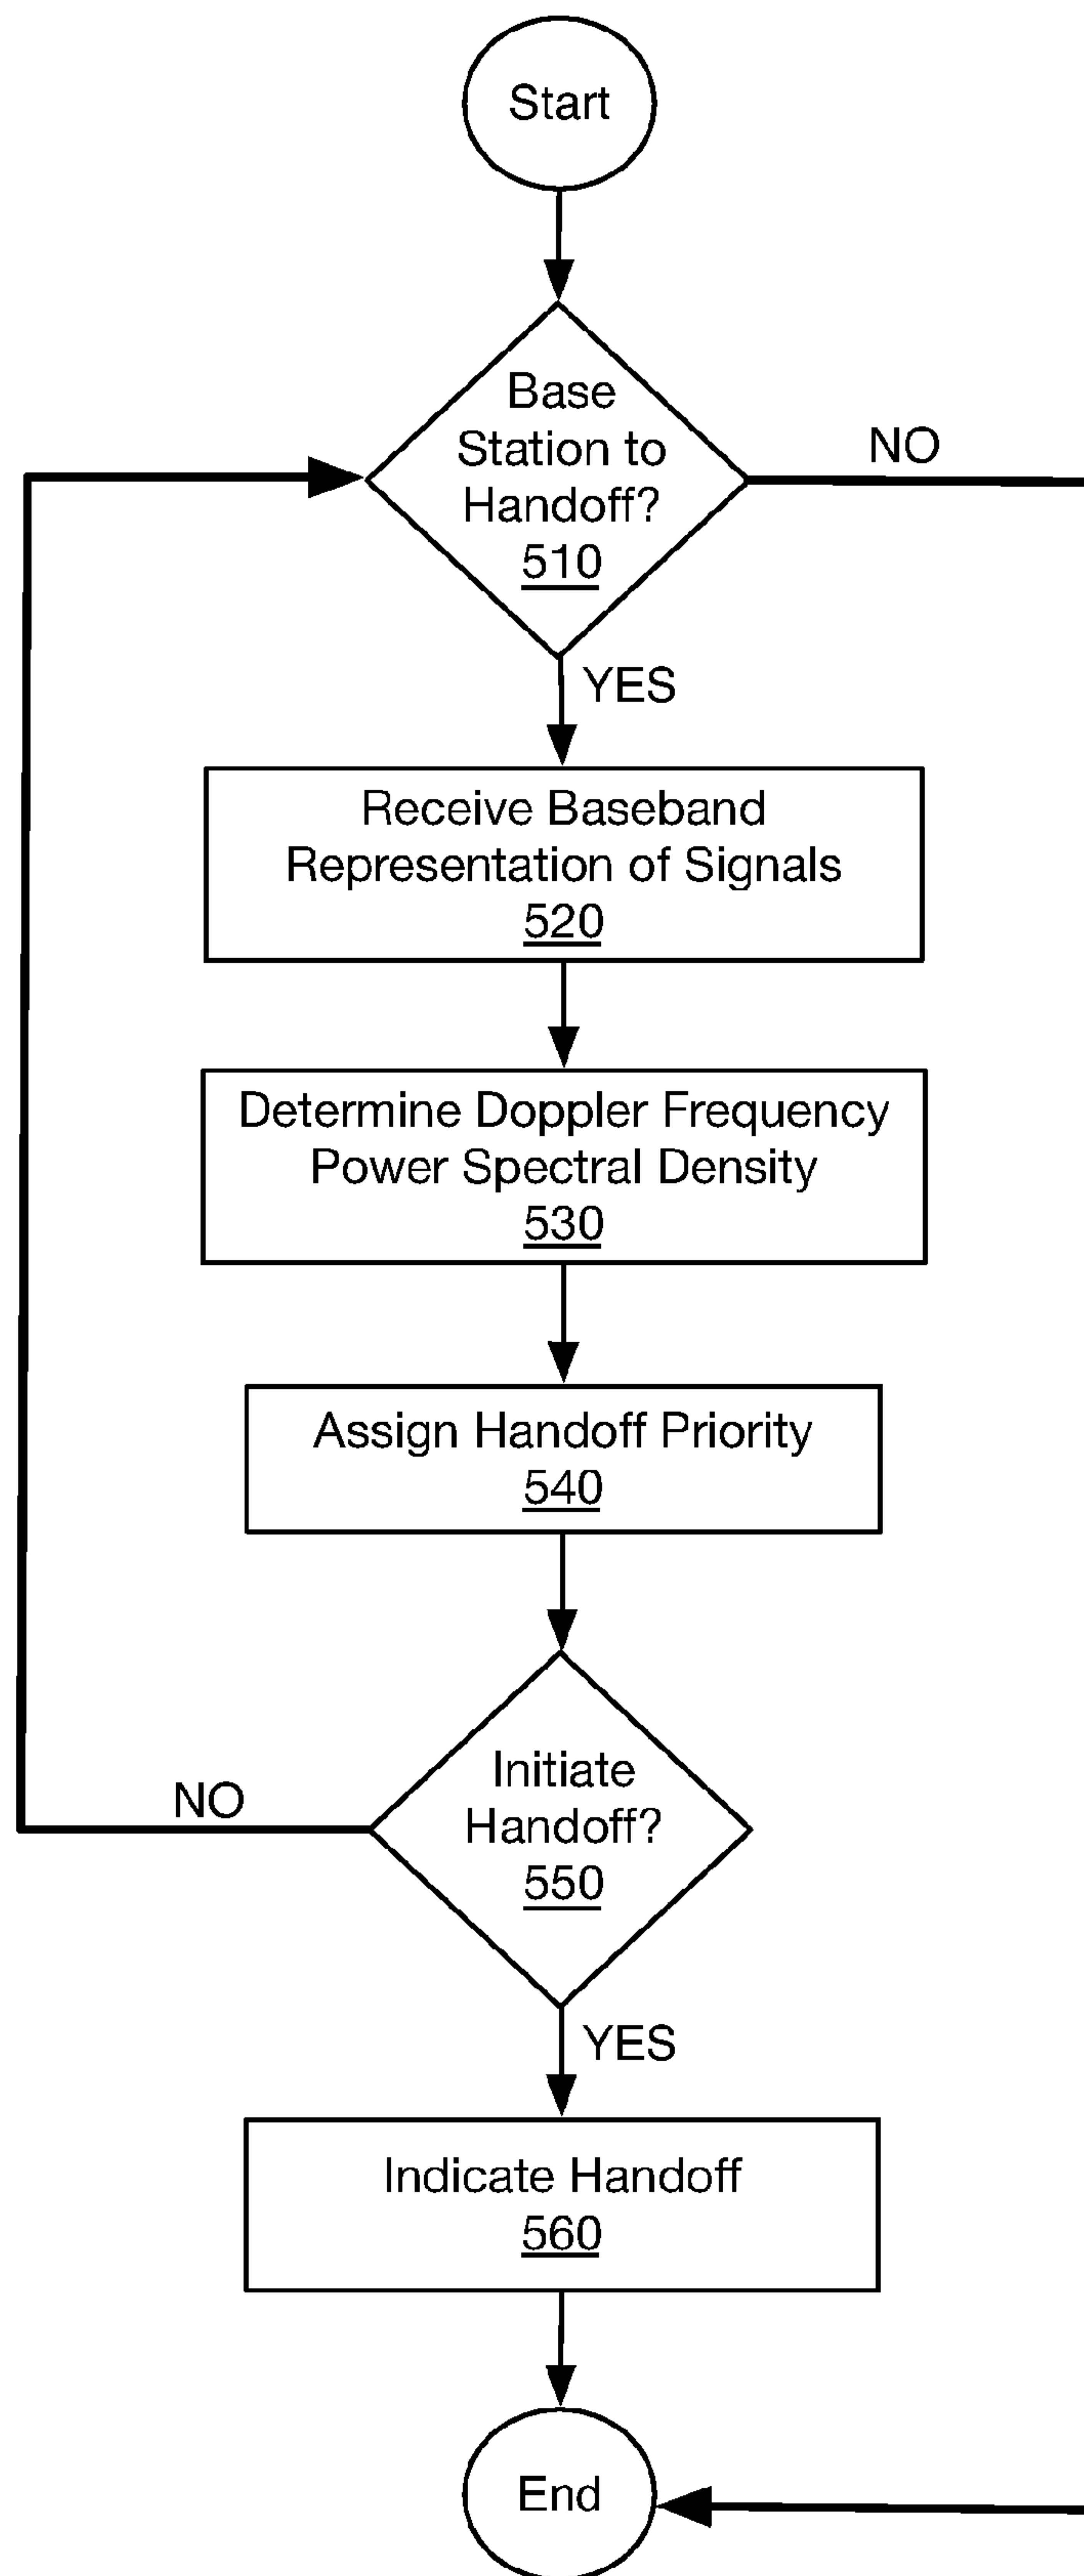 Start
Base
Station to
Handoff?
510
NO
YES
Receive Baseband
Representation of Signals
520
Determine Doppler Frequency
Power Spectral Density
530
Assign Handoff Priority
540
Initiate
Handoff?
550
NO
YES
Indicate Handoff
560
End